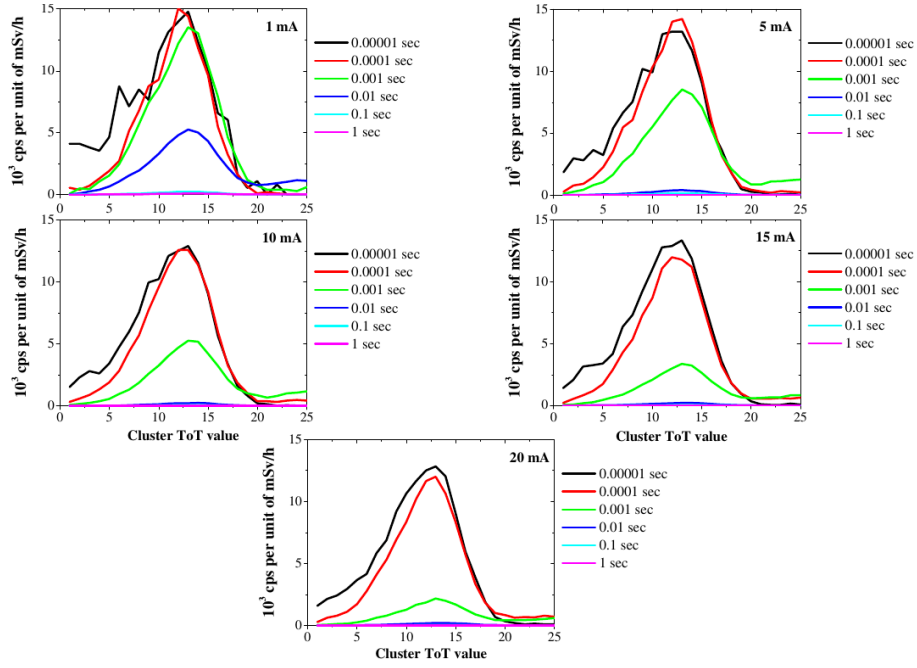 1 mA
15
10
5
0
0 5 10 15 20 25
10³ cps per unit of mSv/h
0.00001 sec
0.0001 sec
0.001 sec
0.01 sec
0.1 sec
1 sec
5 mA
15
10
5
0
0 5 10 15 20 25
10³ cps per unit of mSv/h
0.00001 sec
0.0001 sec
0.001 sec
0.01 sec
0.1 sec
1 sec
10 mA
15
10
5
0
0 5 10 15 20 25
10³ cps per unit of mSv/h
Cluster ToT value
0.00001 sec
0.0001 sec
0.001 sec
0.01 sec
0.1 sec
1 sec
15 mA
15
10
5
0
0 5 10 15 20 25
10³ cps per unit of mSv/h
Cluster ToT value
0.00001 sec
0.0001 sec
0.001 sec
0.01 sec
0.1 sec
1 sec
20 mA
15
10
5
0
0 5 10 15 20 25
10³ cps per unit of mSv/h
Cluster ToT value
0.00001 sec
0.0001 sec
0.001 sec
0.01 sec
0.1 sec
1 sec